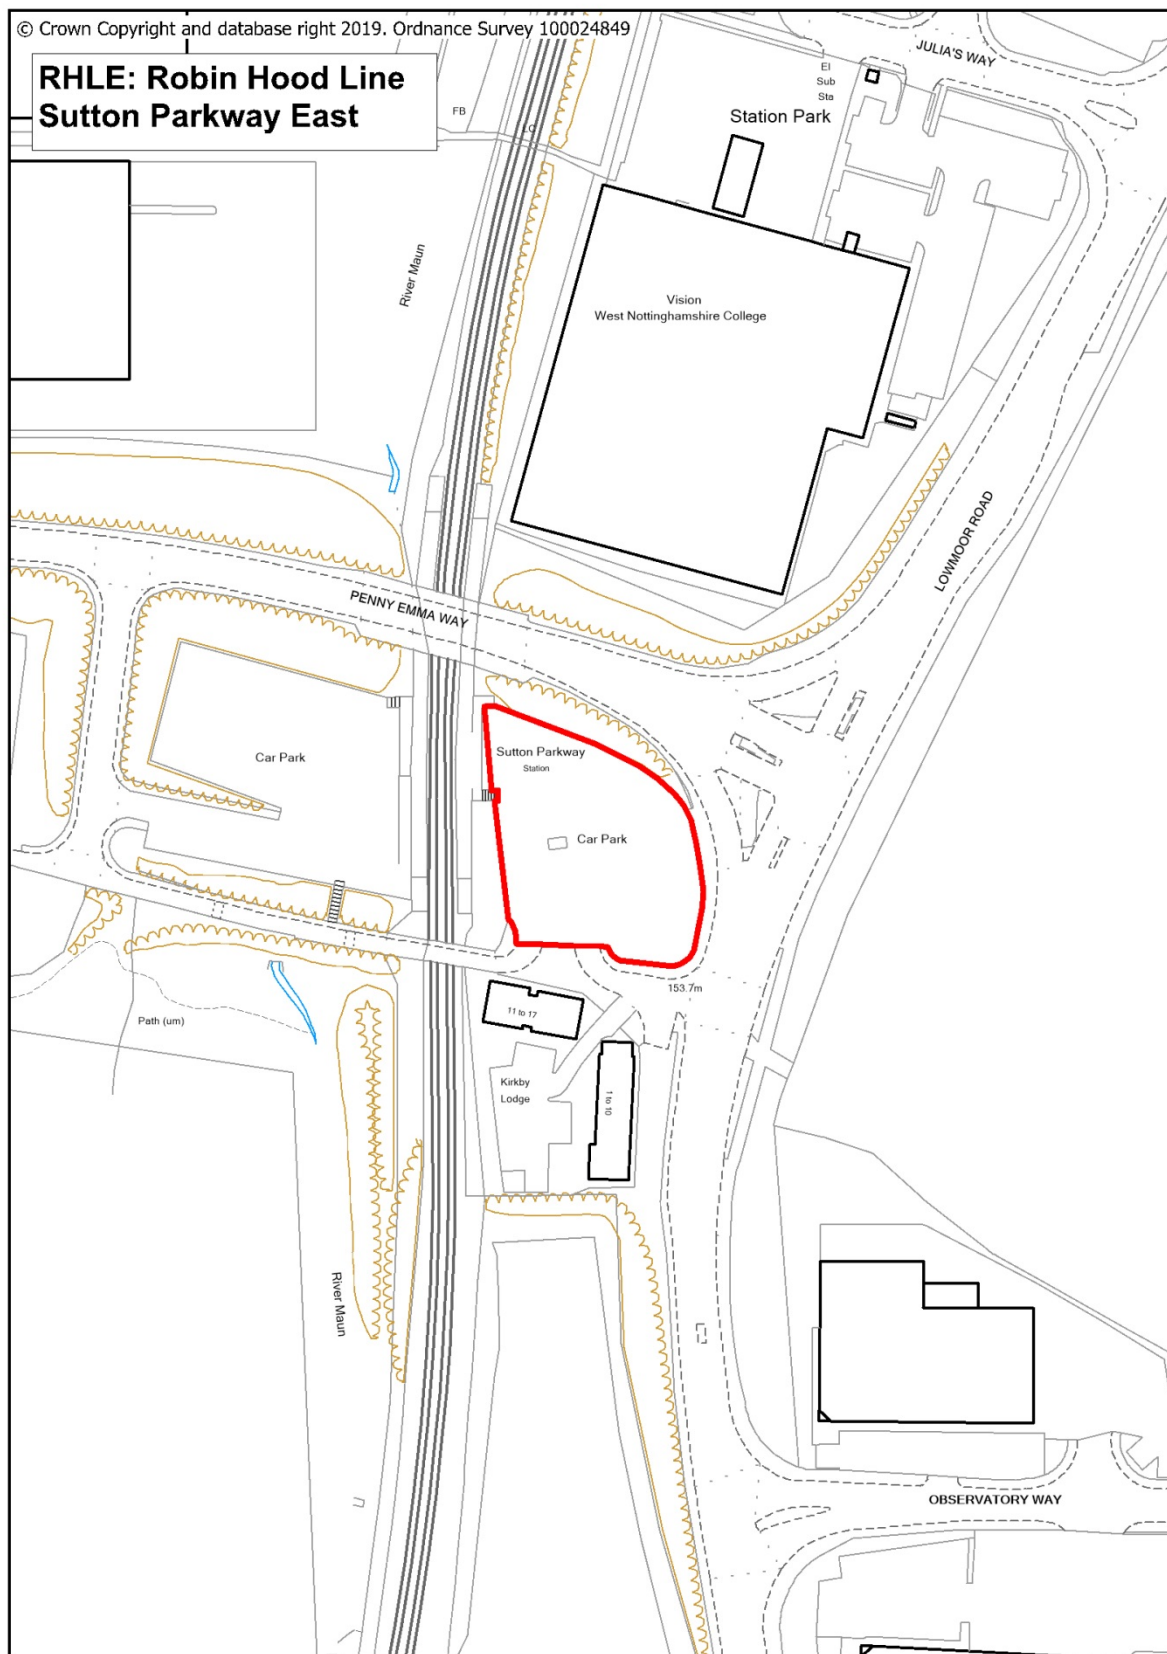 © Crown Copyright and database right 2019. Ordnance Survey 100024849
RHLE: Robin Hood Line
Sutton Parkway East
JULIA'S WAY
El
Sub
Sta
FB
LC
Station Park
River Maun
Vision
West Nottinghamshire College
LOWMOOR ROAD
PENNY EMMA WAY
Sutton Parkway
Station
Car Park
Car Park
153.7m
11 to 17
Path (um)
Kirkby
Lodge
1 to 10
River Maun
OBSERVATORY WAY